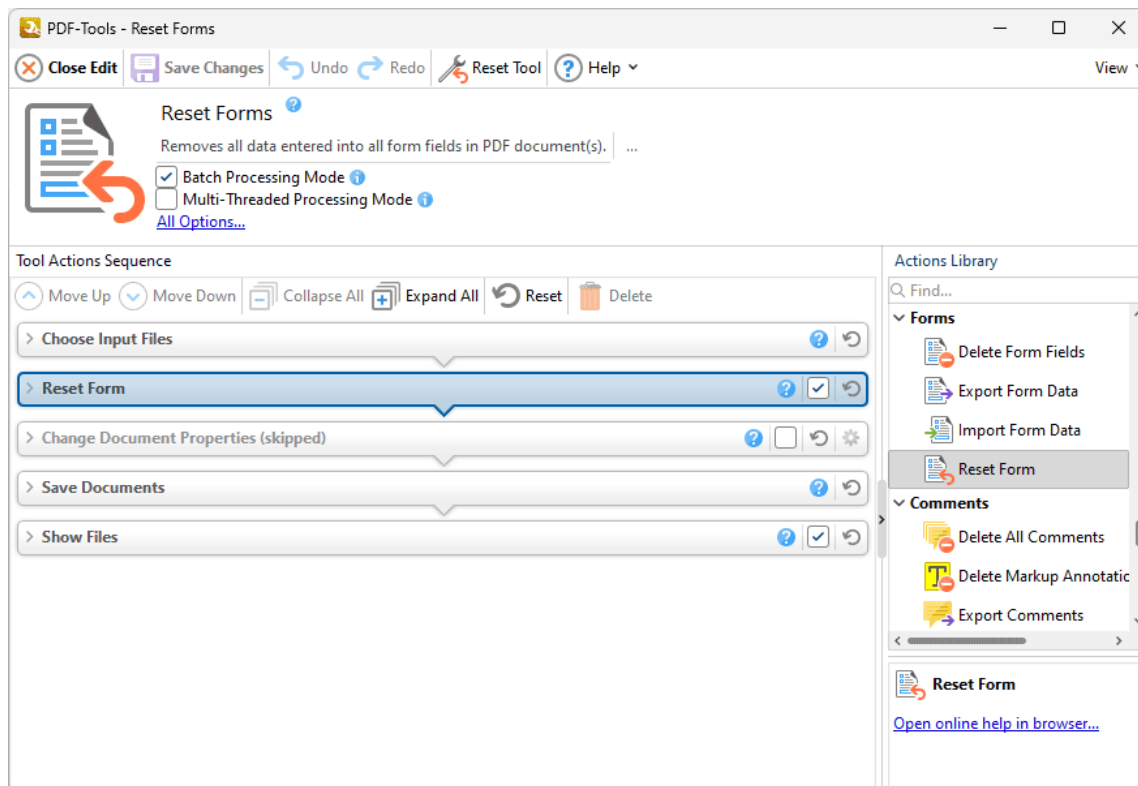 PDF-Tools - Reset Forms
Close Edit Save Changes Undo Redo Reset Tool Help View
Reset Forms
Removes all data entered into all form fields in PDF document(s). ...
Batch Processing Mode
Multi-Threaded Processing Mode
All Options...
Tool Actions Sequence
Move Up Move Down Collapse All Expand All Reset Delete
Choose Input Files
Reset Form
Change Document Properties (skipped)
Save Documents
Show Files
Actions Library
Find...
Forms
Delete Form Fields
Export Form Data
Import Form Data
Reset Form
Comments
Delete All Comments
Delete Markup Annotatic
Export Comments
Reset Form
Open online help in browser...